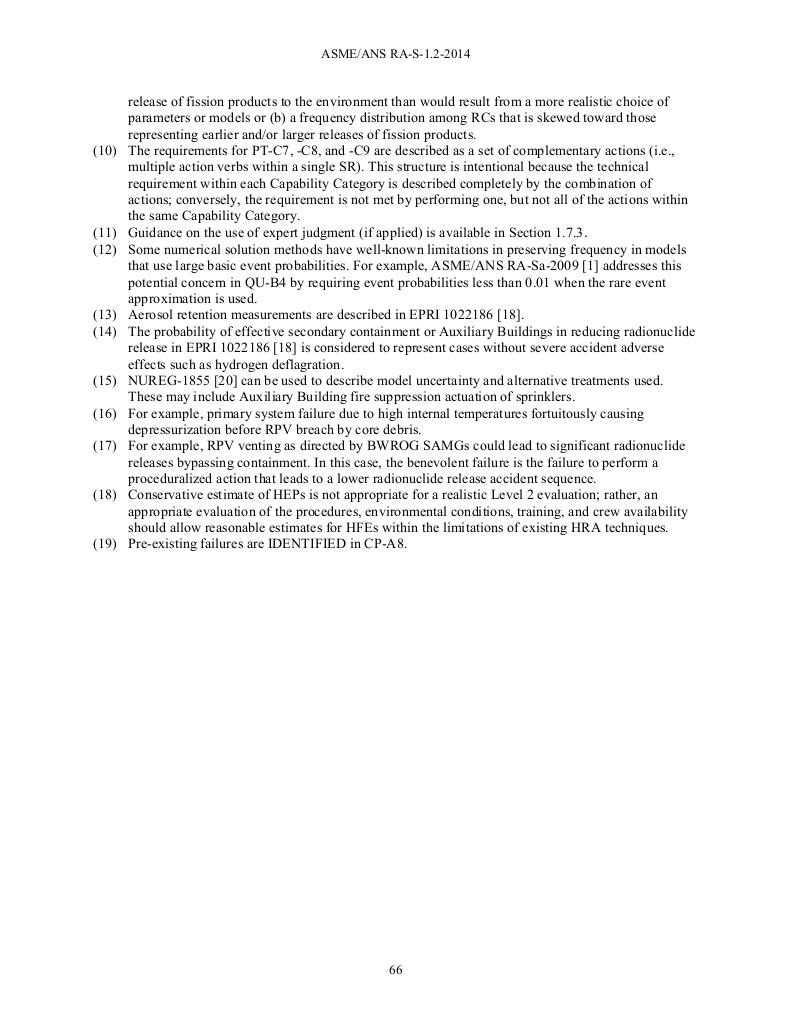 ASME/ANS RA-S-1.2-2014
release of fission products to the environment than would result from a more realistic choice of
parameters or models or (b) a frequency distribution among RCs that is skewed toward those
representing earlier and/or larger releases of fission products.
(10) The requirements for PT-C7, -C8, and -C9 are described as a set of complementary actions (i.e.,
multiple action verbs within a single SR). This structure is intentional because the technical
requirement within each Capability Category is described completely by the combination of
actions; conversely, the requirement is not met by performing one, but not all of the actions within
the same Capability Category.
(11) Guidance on the use of expert judgment (if applied) is available in Section 1.7.3.
(12) Some numerical solution methods have well-known limitations in preserving frequency in models
that use large basic event probabilities. For example, ASME/ANS RA-Sa-2009 [1] addresses this
potential concern in QU-B4 by requiring event probabilities less than 0.01 when the rare event
approximation is used.
(13) Aerosol retention measurements are described in EPRI 1022186 [18].
(14) The probability of effective secondary containment or Auxiliary Buildings in reducing radionuclide
release in EPRI 1022186 [18] is considered to represent cases without severe accident adverse
effects such as hydrogen deflagration.
(15) NUREG-1855 [20] can be used to describe model uncertainty and alternative treatments used.
These may include Auxiliary Building fire suppression actuation of sprinklers.
(16) For example, primary system failure due to high internal temperatures fortuitously causing
depressurization before RPV breach by core debris.
(17) For example, RPV venting as directed by BWROG SAMGs could lead to significant radionuclide
releases bypassing containment. In this case, the benevolent failure is the failure to perform a
proceduralized action that leads to a lower radionuclide release accident sequence.
(18) Conservative estimate of HEPs is not appropriate for a realistic Level 2 evaluation; rather, an
appropriate evaluation of the procedures, environmental conditions, training, and crew availability
should allow reasonable estimates for HFEs within the limitations of existing HRA techniques.
(19) Pre-existing failures are IDENTIFIED in CP-A8.
66